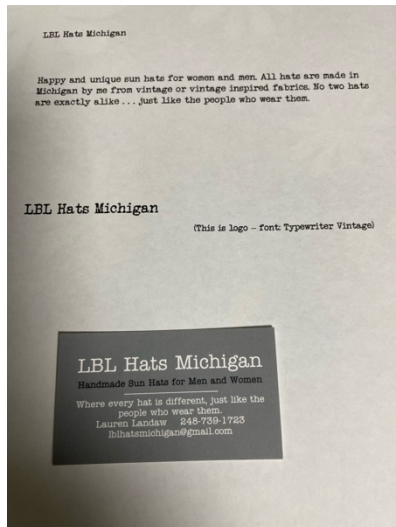 LBL Hats Michigan
Happy and unique sun hats for women and men. All hats are made in
Michigan by me from vintage or vintage inspired fabrics. No two hats
are exactly alike . . . just like the people who wear them.
LBL Hats Michigan
(This is logo – font: Typewriter Vintage)
LBL Hats Michigan
Handmade Sun Hats for Men and Women
Where every hat is different, just like the
people who wear them.
Lauren Landaw 248-739-1723
lblhatsmichigan@gmail.com